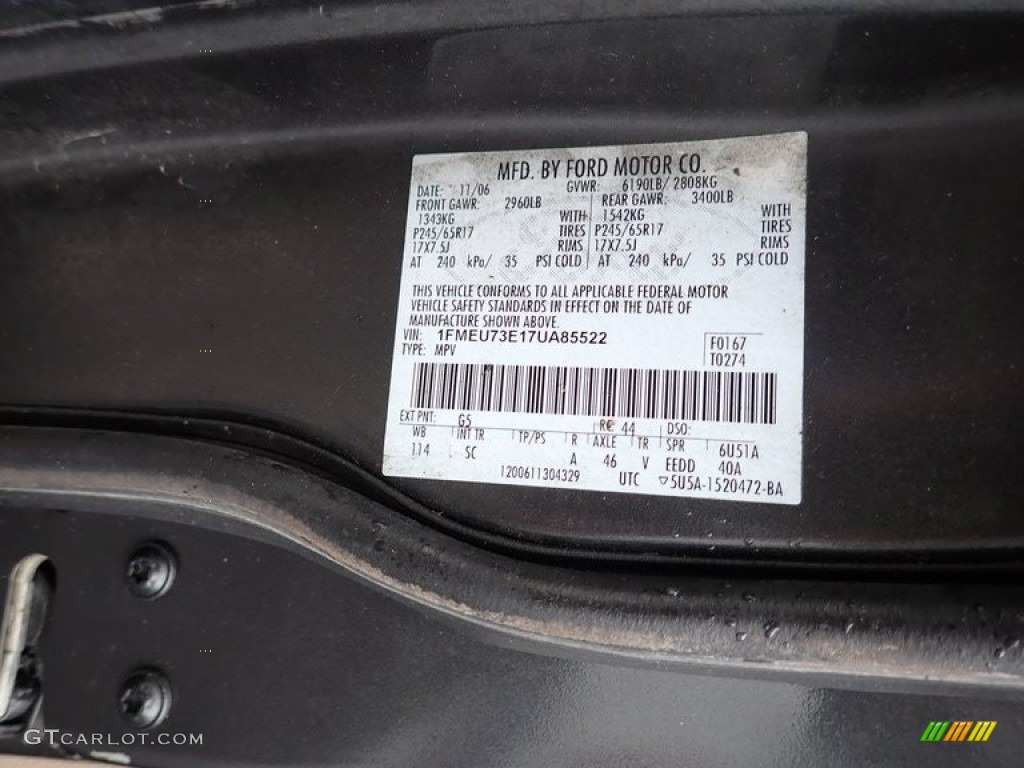 MFD. BY FORD MOTOR CO.
DATE: 11/06 GVWR: 6190LB/ 2808KG
FRONT GAWR: 2960LB REAR GAWR: 3400LB
1343KG WITH 1542KG WITH
P245/65R17 TIRES P245/65R17 TIRES
17X7.5J RIMS 17X7.5J RIMS
AT 240 kPa/ 35 PSI COLD AT 240 kPa/ 35 PSI COLD
THIS VEHICLE CONFORMS TO ALL APPLICABLE FEDERAL MOTOR
VEHICLE SAFETY STANDARDS IN EFFECT ON THE DATE OF
MANUFACTURE SHOWN ABOVE.
VIN: 1FMEU73E17UA85522 F0167
TYPE: MPV T0274
EXT PNT: G5 RC 44 DSO:
WB INT TR TP/PS R AXLE TR SPR 6U51A
114 SC A 46 V EEDD 40A
1200611304329 UTC ▽5U5A-1520472-BA
GTCARLOT.COM